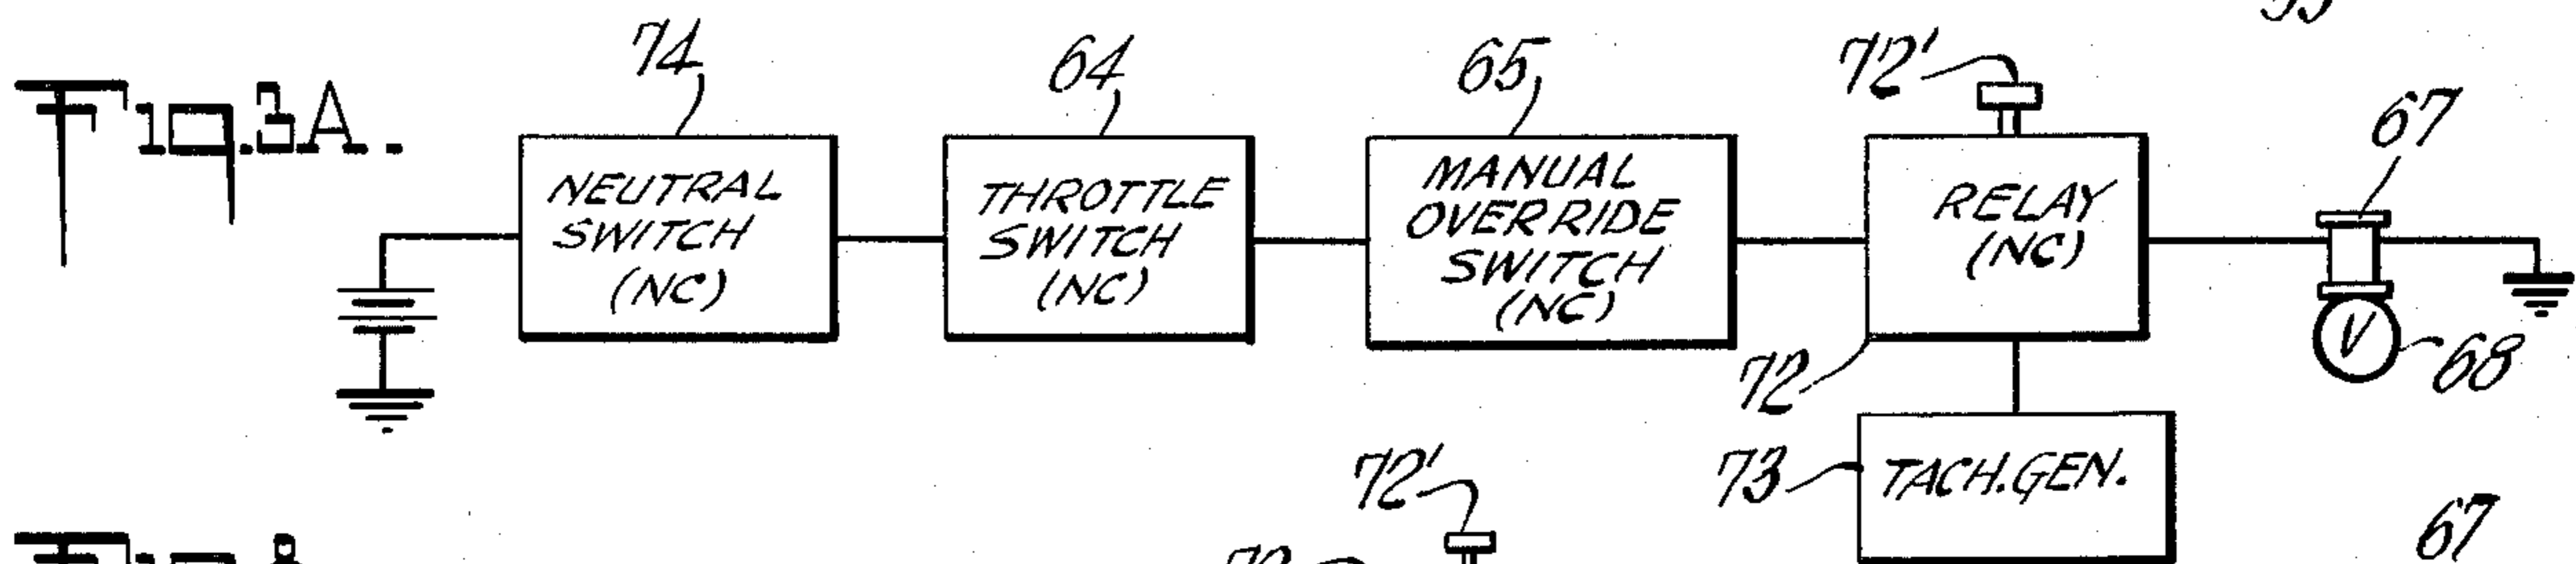 Fig. 3A.
74
64
65
72'
67
NEUTRAL
SWITCH
(NC)
THROTTLE
SWITCH
(NC)
MANUAL
OVERRIDE
SWITCH
(NC)
RELAY
(NC)
V
68
72
73
TACH. GEN.
72'
67